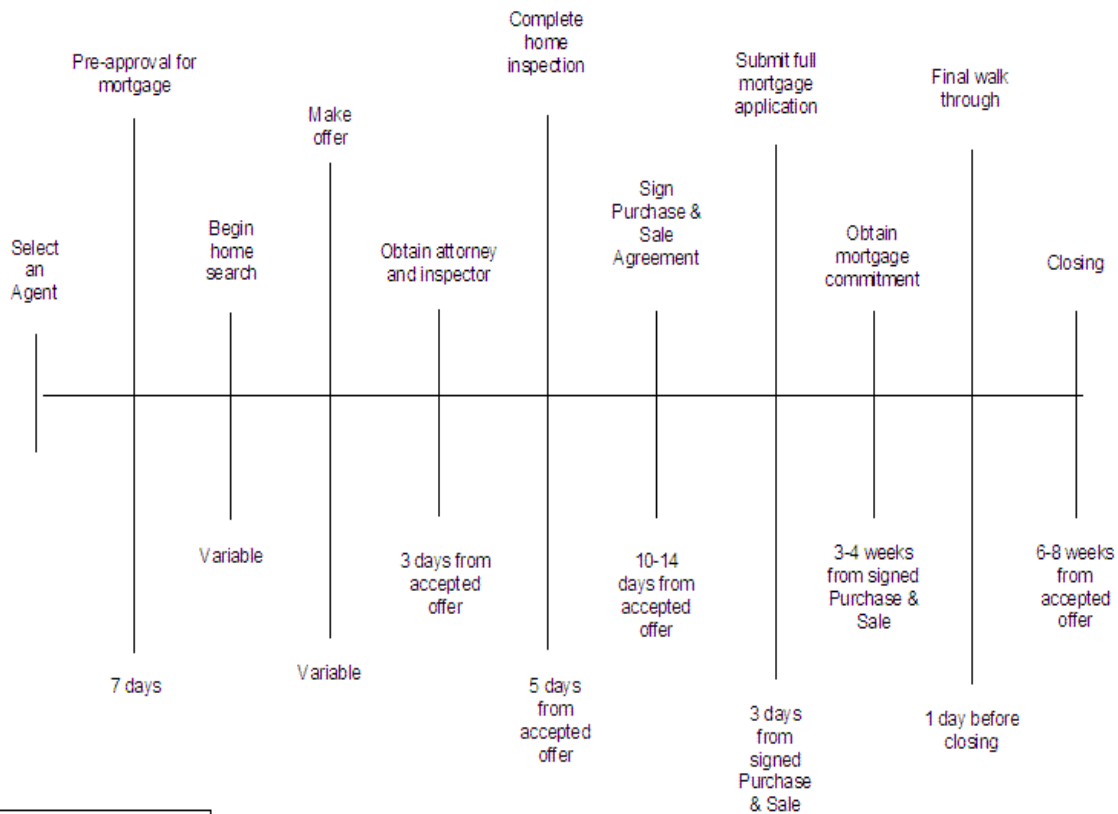 Select
an
Agent
Pre-approval for
mortgage
Begin
home
search
Make
offer
Obtain attorney
and inspector
Complete
home
inspection
Sign
Purchase &
Sale
Agreement
Submit full
mortgage
application
Obtain
mortgage
commitment
Final walk
through
Closing
7 days
Variable
Variable
3 days from
accepted
offer
5 days
from
accepted
offer
10-14
days from
accepted
offer
3 days
from
signed
Purchase
& Sale
3-4 weeks
from signed
Purchase &
Sale
1 day before
closing
6-8 weeks
from
accepted
offer